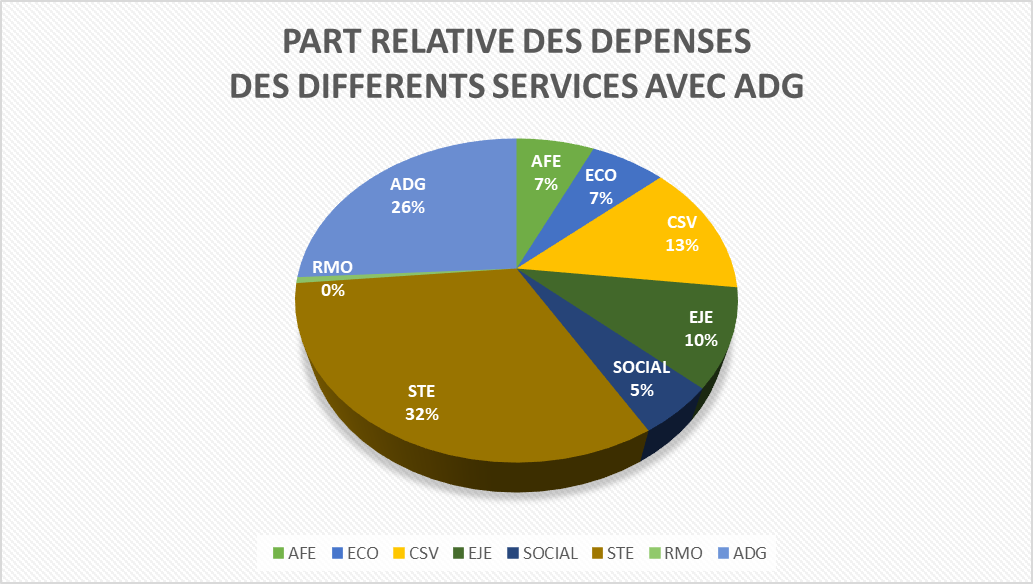 PART RELATIVE DES DEPENSES
DES DIFFERENTS SERVICES AVEC ADG
AFE
7%
ECO
7%
CSV
13%
EJE
10%
SOCIAL
5%
STE
32%
RMO
0%
ADG
26%
AFE ECO CSV EJE SOCIAL STE RMO ADG